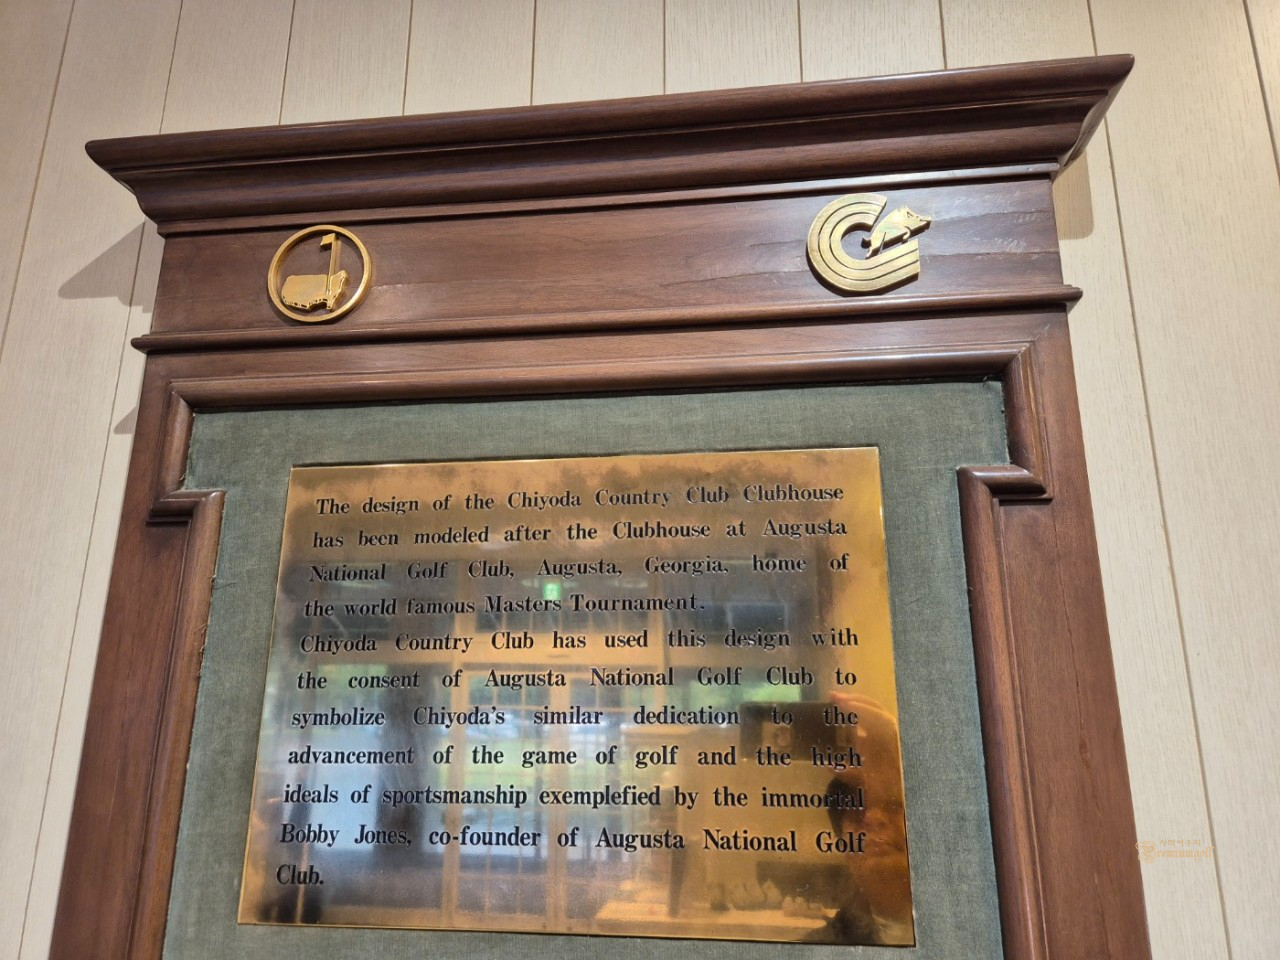 The design of the Chiyoda Country Club Clubhouse
has been modeled after the Clubhouse at Augusta
National Golf Club, Augusta, Georgia, home of
the world famous Masters Tournament.
Chiyoda Country Club has used this design with
the consent of Augusta National Golf Club to
symbolize Chiyoda's similar dedication to the
advancement of the game of golf and the high
ideals of sportsmanship exemplefied by the immortal
Bobby Jones, co-founder of Augusta National Golf
Club.